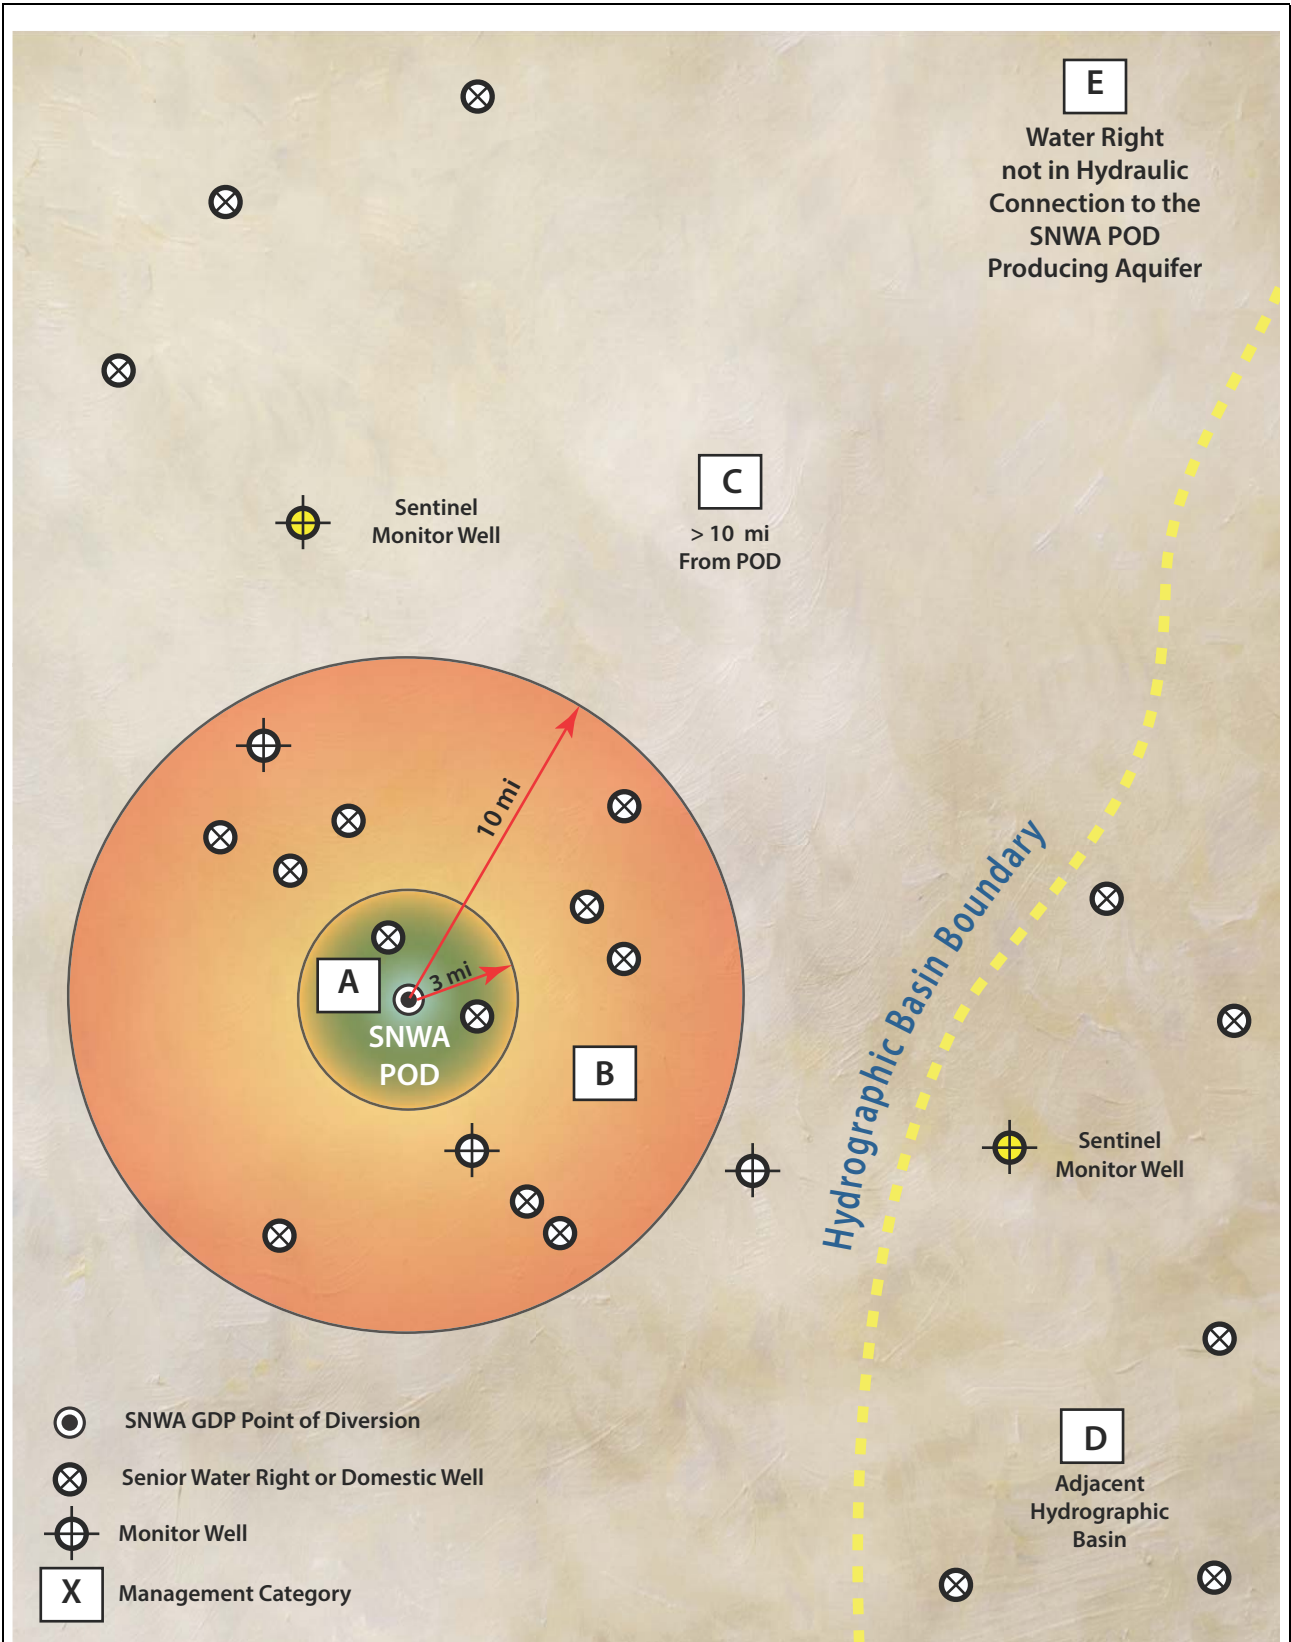 E
Water Right
not in Hydraulic
Connection to the
SNWA POD
Producing Aquifer
Sentinel
Monitor Well
C
> 10 mi
From POD
10 mi
A
3 mi
SNWA
POD
B
Hydrographic Basin Boundary
Sentinel
Monitor Well
D
Adjacent
Hydrographic
Basin
SNWA GDP Point of Diversion
Senior Water Right or Domestic Well
Monitor Well
X Management Category